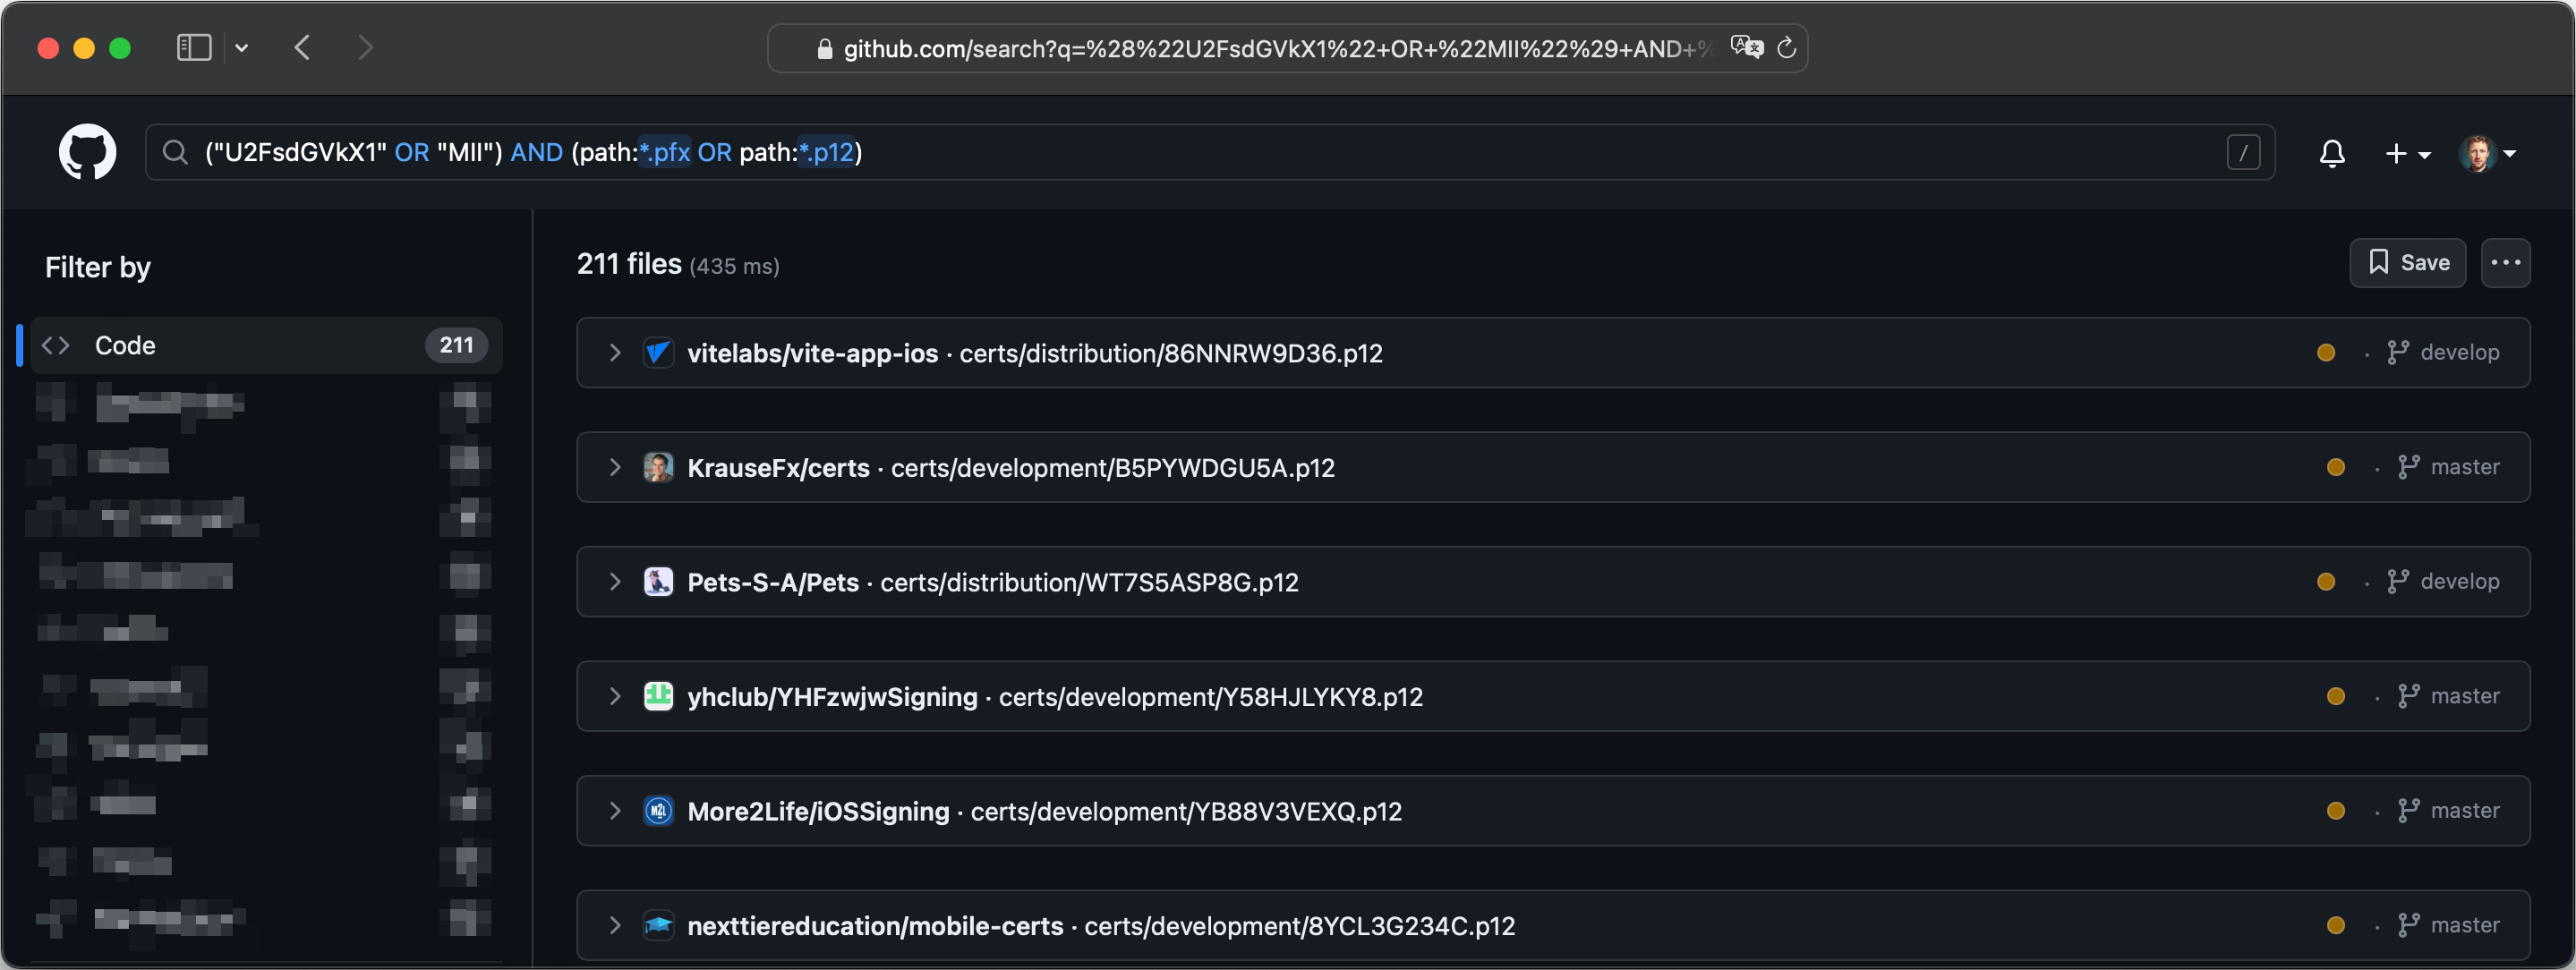 github.com/search?q=%28%22U2FsdGVkX1%22+OR+%22MII%22%29+AND+%
("U2FsdGVkX1" OR "MII") AND (path:*.pfx OR path:*.p12)
/
Filter by
Code 211
211 files (435 ms)
Save
vitelabs/vite-app-ios · certs/distribution/86NNRW9D36.p12
develop
KrauseFx/certs · certs/development/B5PYWDGU5A.p12
master
Pets-S-A/Pets · certs/distribution/WT7S5ASP8G.p12
develop
yhclub/YHFzwjwSigning · certs/development/Y58HJLYKY8.p12
master
M2L
More2Life/iOSSigning · certs/development/YB88V3VEXQ.p12
master
nexttiereducation/mobile-certs · certs/development/8YCL3G234C.p12
master